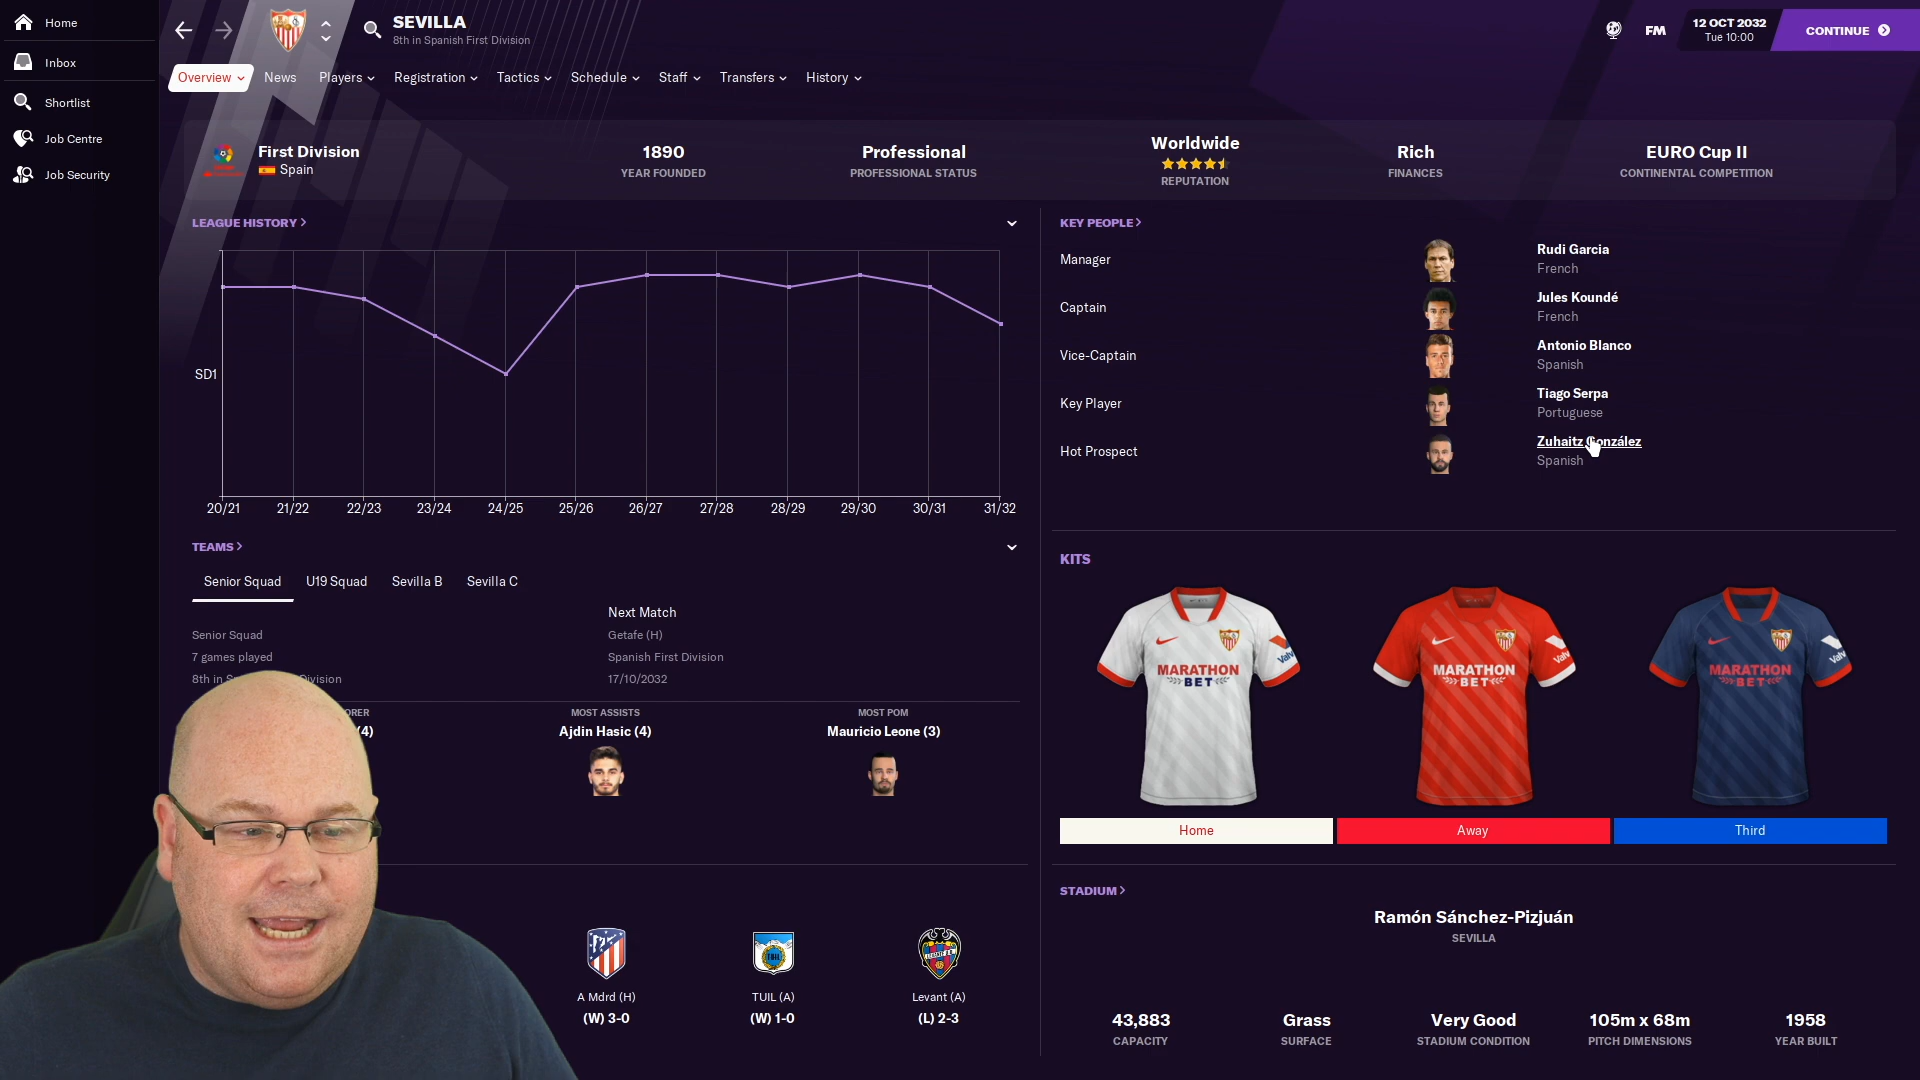 Home
Inbox
Shortlist
Job Centre
Job Security
SEVILLA
8th in Spanish First Division
FM
12 OCT 2032
Tue 10:00
CONTINUE
Overview
News
Players
Registration
Tactics
Schedule
Staff
Transfers
History
First Division
Spain
1890
YEAR FOUNDED
Professional
PROFESSIONAL STATUS
Worldwide
REPUTATION
Rich
FINANCES
EURO Cup II
CONTINENTAL COMPETITION
LEAGUE HISTORY
SD1
20/21 21/22 22/23 23/24 24/25 25/26 26/27 27/28 28/29 29/30 30/31 31/32
KEY PEOPLE
Manager
Rudi Garcia
French
Captain
Jules Koundé
French
Vice-Captain
Antonio Blanco
Spanish
Key Player
Tiago Serpa
Portuguese
Hot Prospect
Zuhaitz González
Spanish
TEAMS
Senior Squad
U19 Squad
Sevilla B
Sevilla C
Senior Squad
7 games played
8th in Division
Next Match
Getafe (H)
Spanish First Division
17/10/2032
(4)
MOST ASSISTS
Ajdin Hasic (4)
MOST POM
Mauricio Leone (3)
A Mdrd (H)
(W) 3-0
TUIL (A)
(W) 1-0
Levant (A)
(L) 2-3
KITS
MARATHON
BET
MARATHON
BET
MARATHON
BET
Home
Away
Third
STADIUM
Ramón Sánchez-Pizjuán
SEVILLA
43,883
CAPACITY
Grass
SURFACE
Very Good
STADIUM CONDITION
105m x 68m
PITCH DIMENSIONS
1958
YEAR BUILT